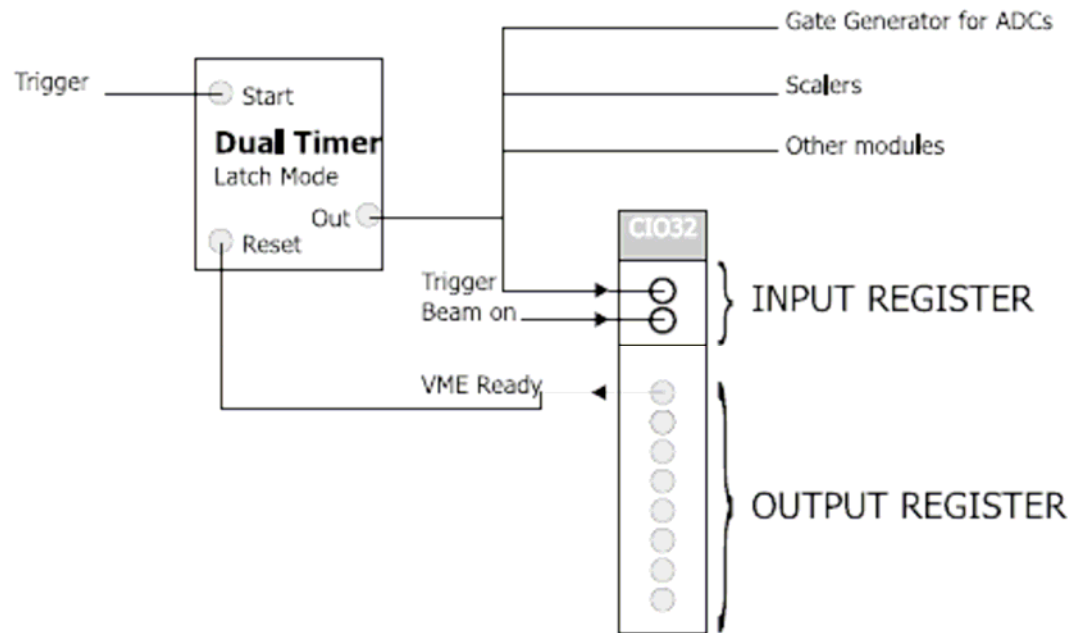 Gate Generator for ADCs
Trigger
Start
Scalers
Dual Timer
Latch Mode
Other modules
Out
Reset
CIO32
Trigger
Beam on
INPUT REGISTER
VME Ready
OUTPUT REGISTER